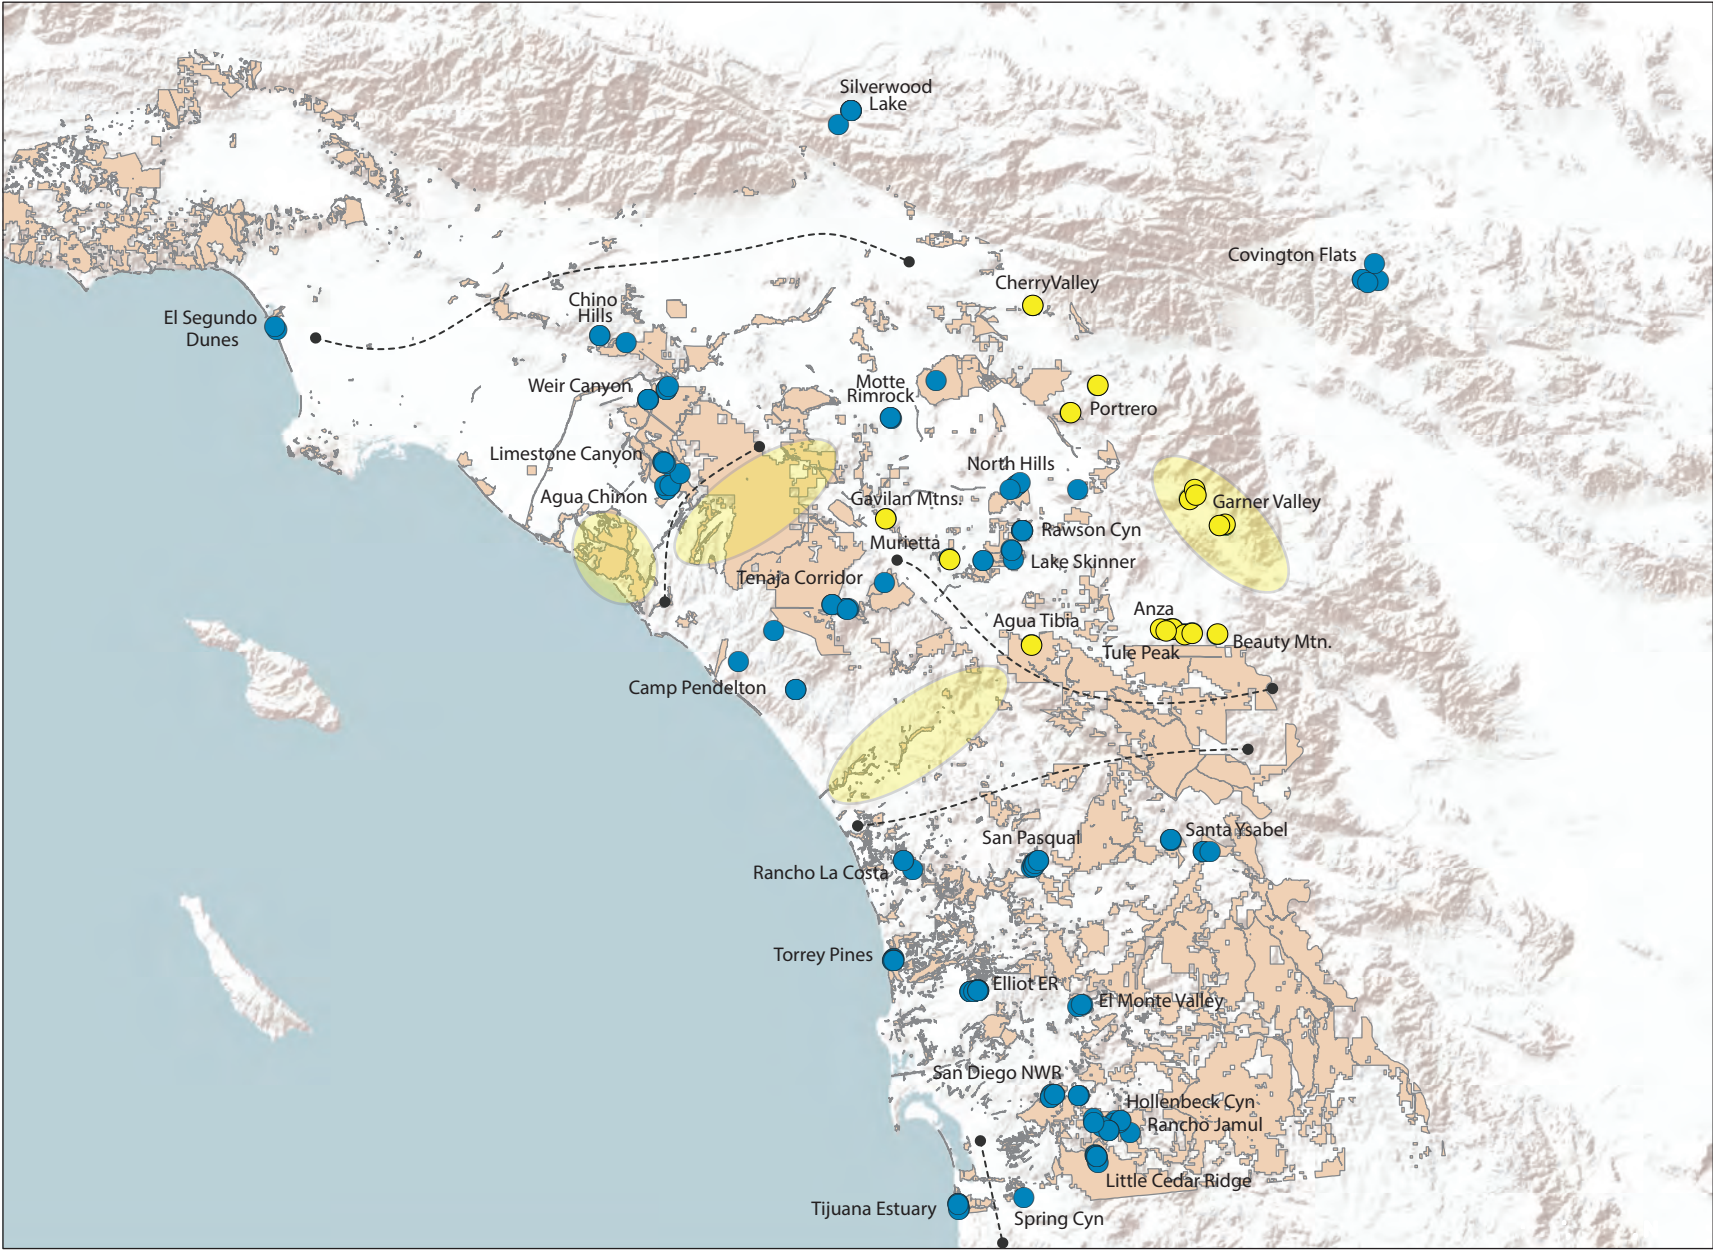 Silverwood
Lake
Covington Flats
CherryValley
Chino
Hills
El Segundo
Dunes
Weir Canyon
Motte
Rimrock
Portrero
Limestone Canyon
North Hills
Agua Chinon
Gavilan Mtns.
Garner Valley
Rawson Cyn
Murietta
Lake Skinner
Tenaja Corridor
Anza
Agua Tibia
Beauty Mtn.
Tule Peak
Camp Pendelton
Santa Ysabel
San Pasqual
Rancho La Costa
Torrey Pines
Elliot ER
El Monte Valley
San Diego NWR
Hollenbeck Cyn
Rancho Jamul
Little Cedar Ridge
Tijuana Estuary
Spring Cyn